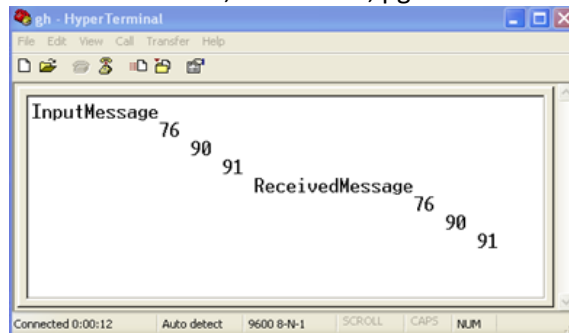 gh - HyperTerminal
File Edit View Call Transfer Help
InputMessage
76
90
91
ReceivedMessage
76
90
91
Connected 0:00:12 Auto detect 9600 8-N-1 SCROLL CAPS NUM